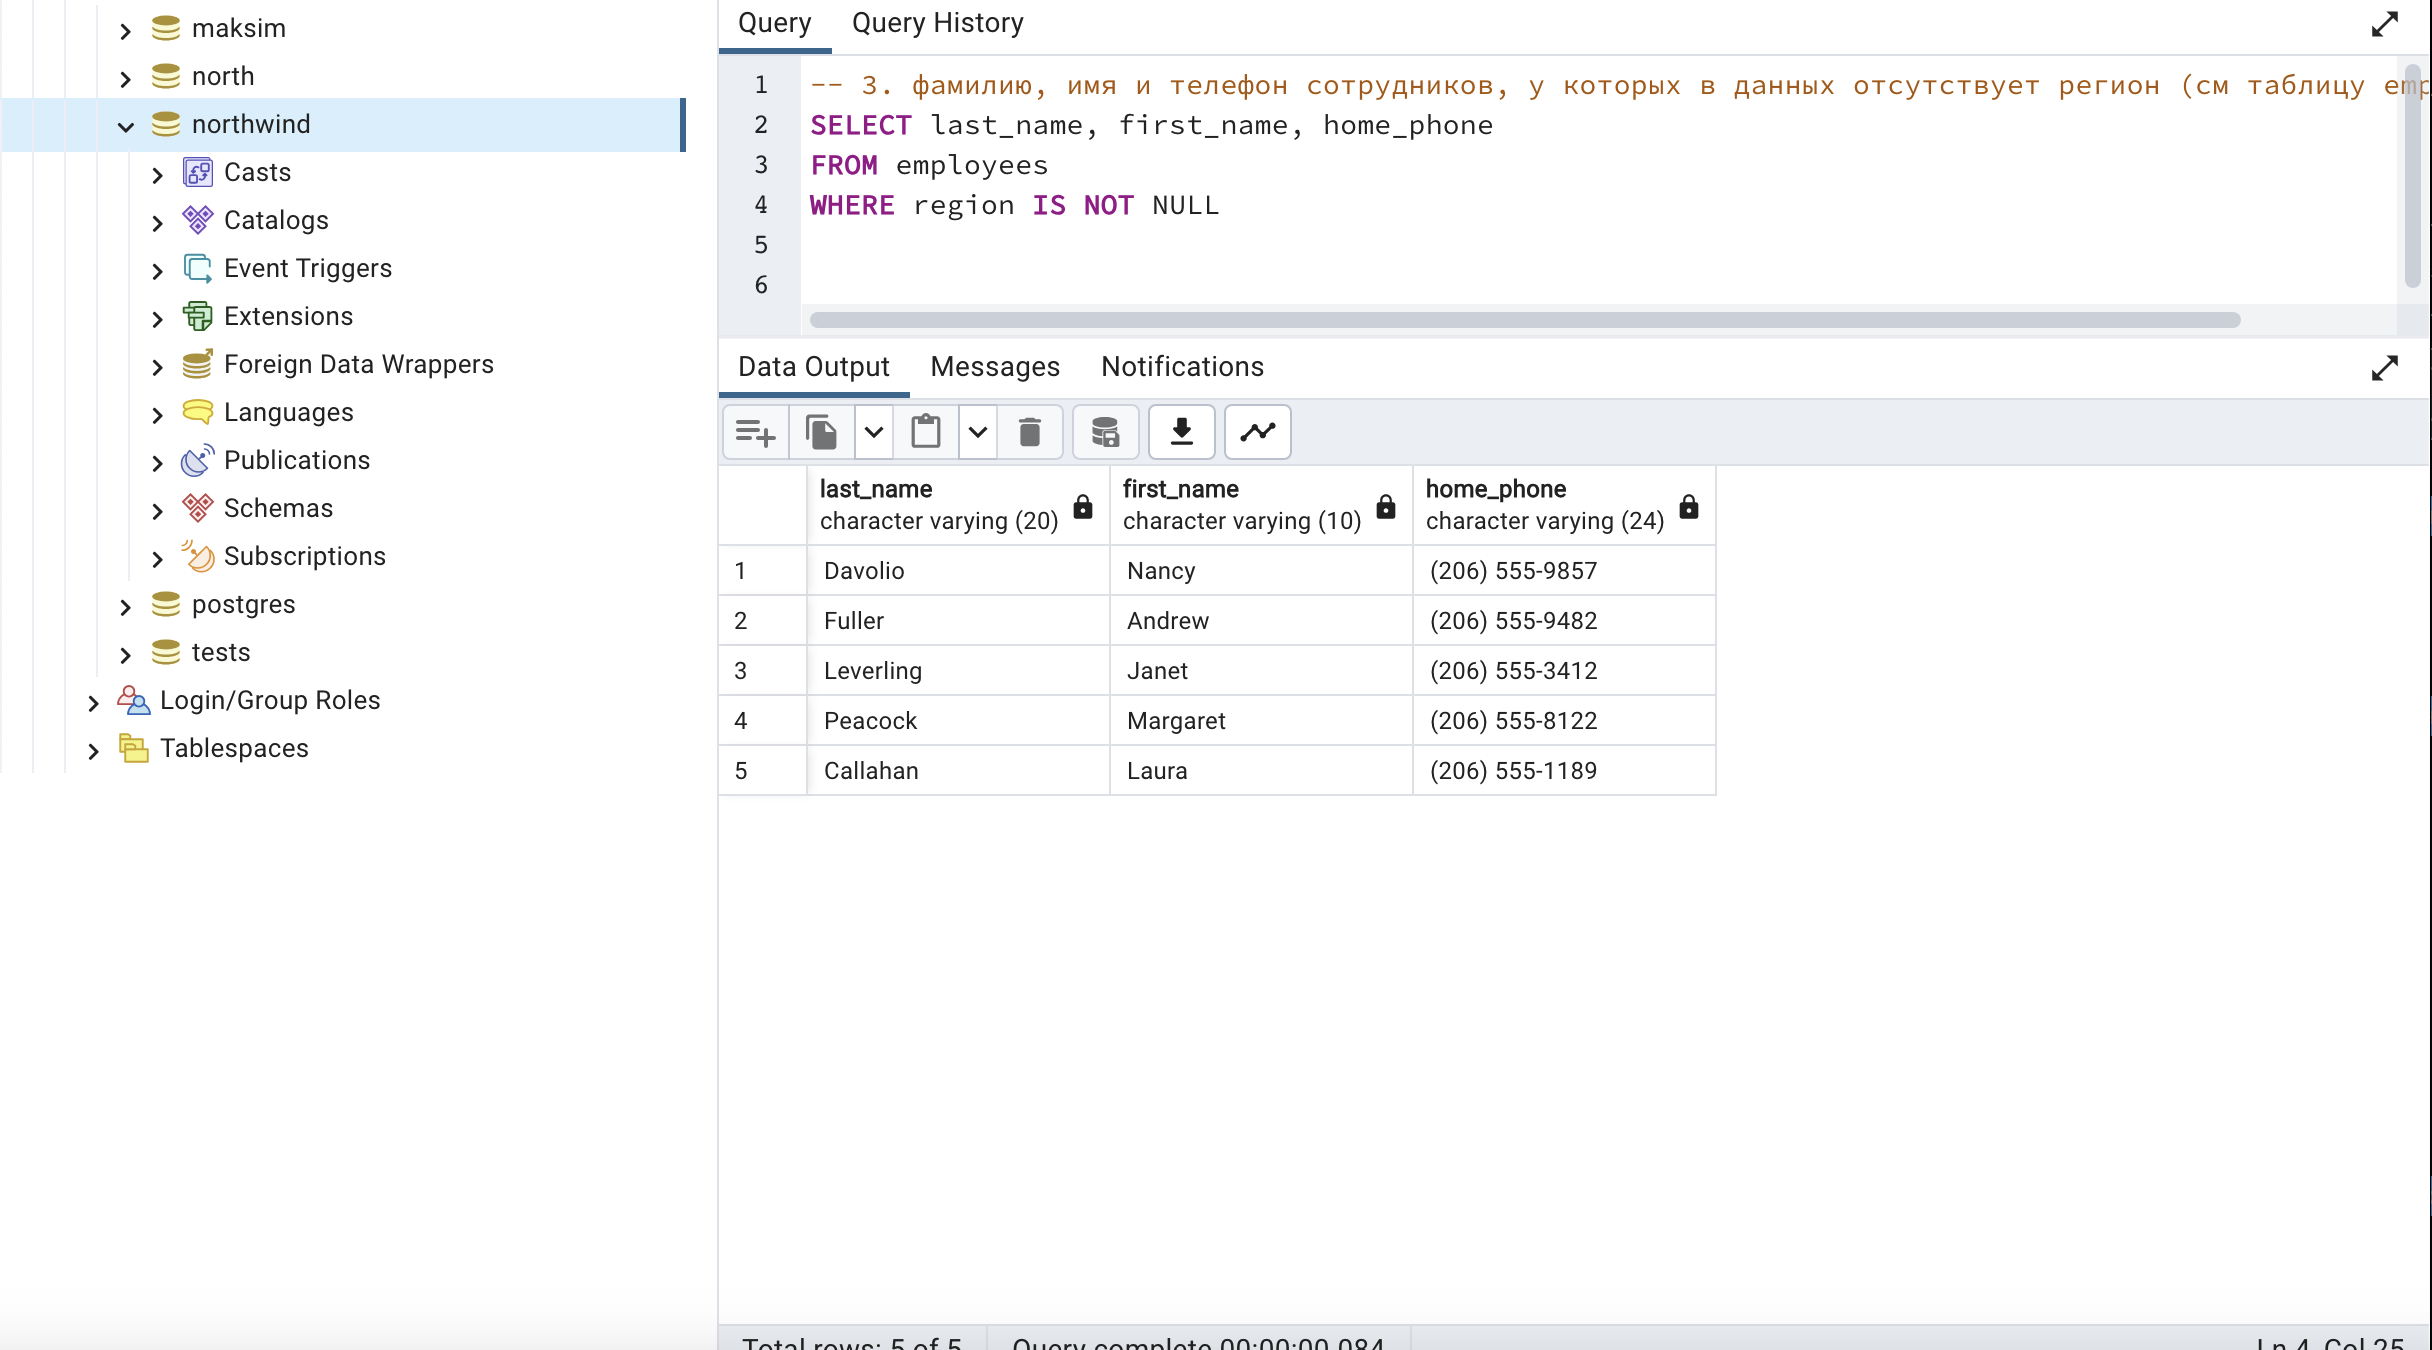 maksim
north
northwind
Casts
Catalogs
Event Triggers
Extensions
Foreign Data Wrappers
Languages
Publications
Schemas
Subscriptions
postgres
tests
Login/Group Roles
Tablespaces
Query Query History
1 -- 3. фамилию, имя и телефон сотрудников, у которых в данных отсутствует регион (см таблицу emp
2 SELECT last_name, first_name, home_phone
3 FROM employees
4 WHERE region IS NOT NULL
5
6
Data Output Messages Notifications
last_name first_name home_phone
character varying (20) character varying (10) character varying (24)
1 Davolio Nancy (206) 555-9857
2 Fuller Andrew (206) 555-9482
3 Leverling Janet (206) 555-3412
4 Peacock Margaret (206) 555-8122
5 Callahan Laura (206) 555-1189
Total rows: 5 of 5 Query complete 00:00:00.084 Ln 4, Col 25